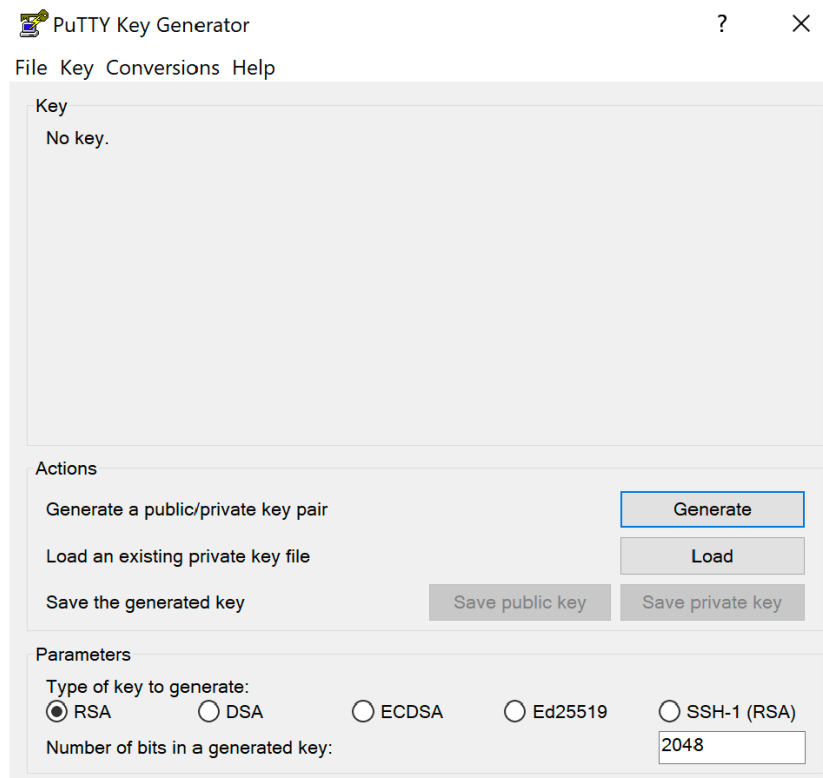 PuTTY Key Generator ?
File Key Conversions Help
Key
No key.
Actions
Generate a public/private key pair Generate
Load an existing private key file Load
Save the generated key Save public key Save private key
Parameters
Type of key to generate:
RSA DSA ECDSA Ed25519 SSH-1 (RSA)
Number of bits in a generated key: 2048